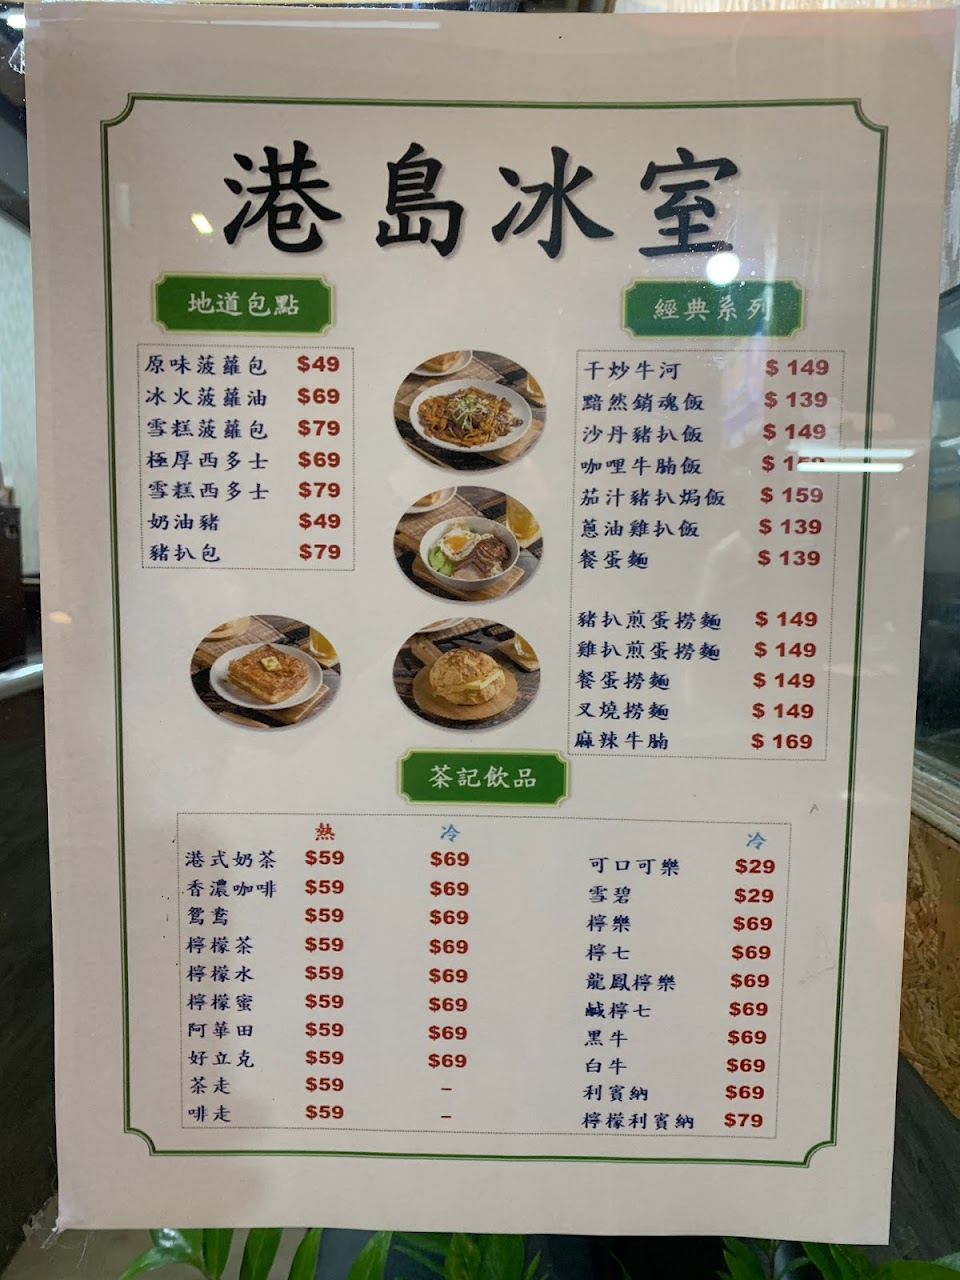 港島冰室
地道包點
原味菠蘿包 $49
冰火菠蘿油 $69
雪糕菠蘿包 $79
極厚西多士 $69
雪糕西多士 $79
奶油豬 $49
豬扒包 $79
經典系列
干炒牛河 $ 149
黯然銷魂飯 $ 139
沙丹豬扒飯 $ 149
咖哩牛腩飯
茄汁豬扒焗飯 $ 159
蔥油雞扒飯 $ 139
餐蛋麵 $ 139
豬扒煎蛋撈麵 $ 149
雞扒煎蛋撈麵 $ 149
餐蛋撈麵 $ 149
叉燒撈麵 $ 149
麻辣牛腩 $ 169
茶記飲品
熱 冷
港式奶茶 $59 $69
香濃咖啡 $59 $69
鴛鴦 $59 $69
檸檬茶 $59 $69
檸檬水 $59 $69
檸檬蜜 $59 $69
阿華田 $59 $69
好立克 $59 $69
茶走 $59 –
啡走 $59 –
冷
可口可樂 $29
雪碧 $29
檸樂 $69
檸七 $69
龍鳳檸樂 $69
鹹檸七 $69
黑牛 $69
白牛 $69
利賓納 $69
檸檬利賓納 $79